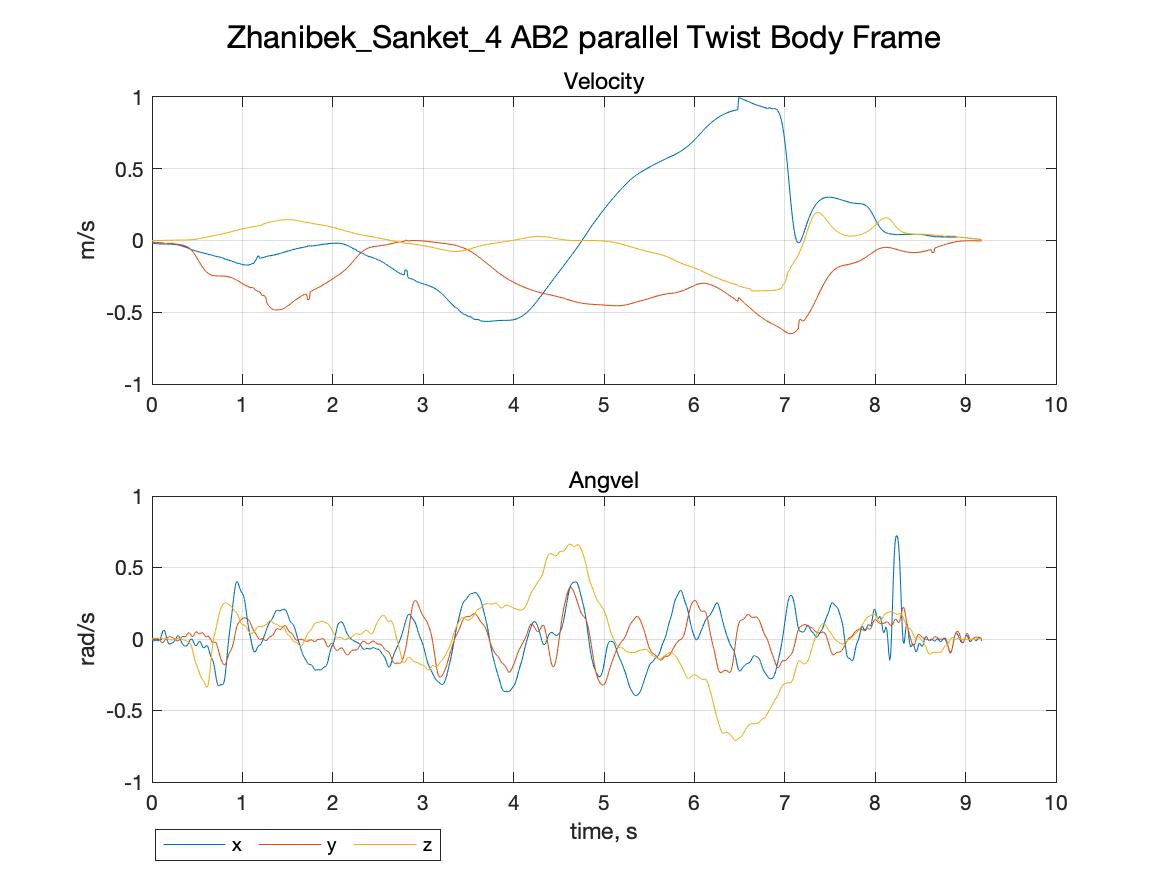 Zhanibek_Sanket_4 AB2 parallel Twist Body Frame
Velocity
1
0.5
0
-0.5
-1
m/s
0 1 2 3 4 5 6 7 8 9 10
Angvel
1
0.5
0
-0.5
-1
rad/s
0 1 2 3 4 5 6 7 8 9 10
time, s
x y z